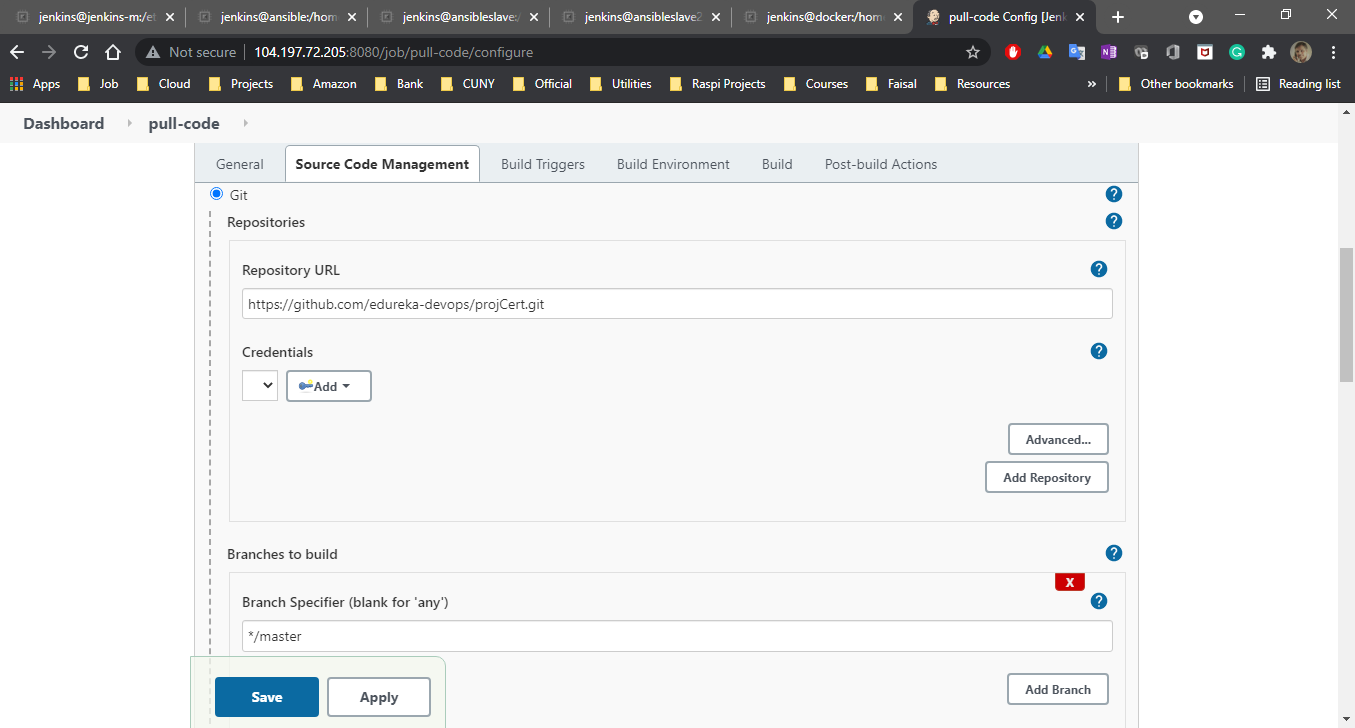 jenkins@jenkins-m:/et
jenkins@ansible:/hom
jenkins@ansibleslave:/
jenkins@ansibleslave2
jenkins@docker:/hom
pull-code Config [Jenk
Not secure 104.197.72.205:8080/job/pull-code/configure
Apps Job Cloud Projects Amazon Bank CUNY Official Utilities Raspi Projects Courses Faisal Resources » Other bookmarks Reading list
Dashboard pull-code
General Source Code Management Build Triggers Build Environment Build Post-build Actions
Git
Repositories
Repository URL
https://github.com/edureka-devops/projCert.git
Credentials
Add
Advanced...
Add Repository
Branches to build
X
Branch Specifier (blank for 'any')
*/master
Save Apply Add Branch